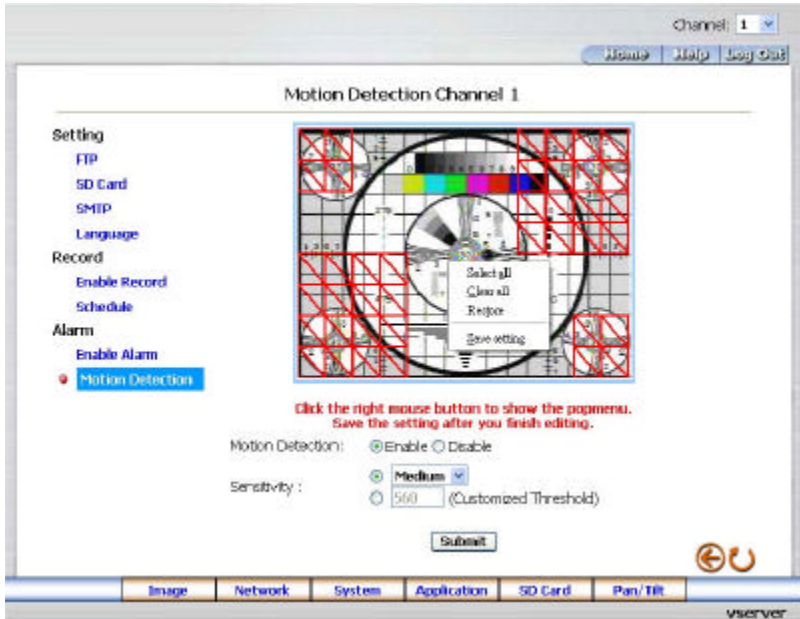 Channel: 1
Home Help Log Out
Motion Detection Channel 1
Setting
FTP
SD Card
SMTP
Language
Record
Enable Record
Schedule
Alarm
Enable Alarm
Motion Detection
Select all
Clear all
Restore
Save setting
Click the right mouse button to show the popmenu.
Save the setting after you finish editing.
Motion Detection: Enable Disable
Sensitivity : Medium
560 (Customized Threshold)
Submit
Image Network System Application SD Card Pan/Tilt
vserver